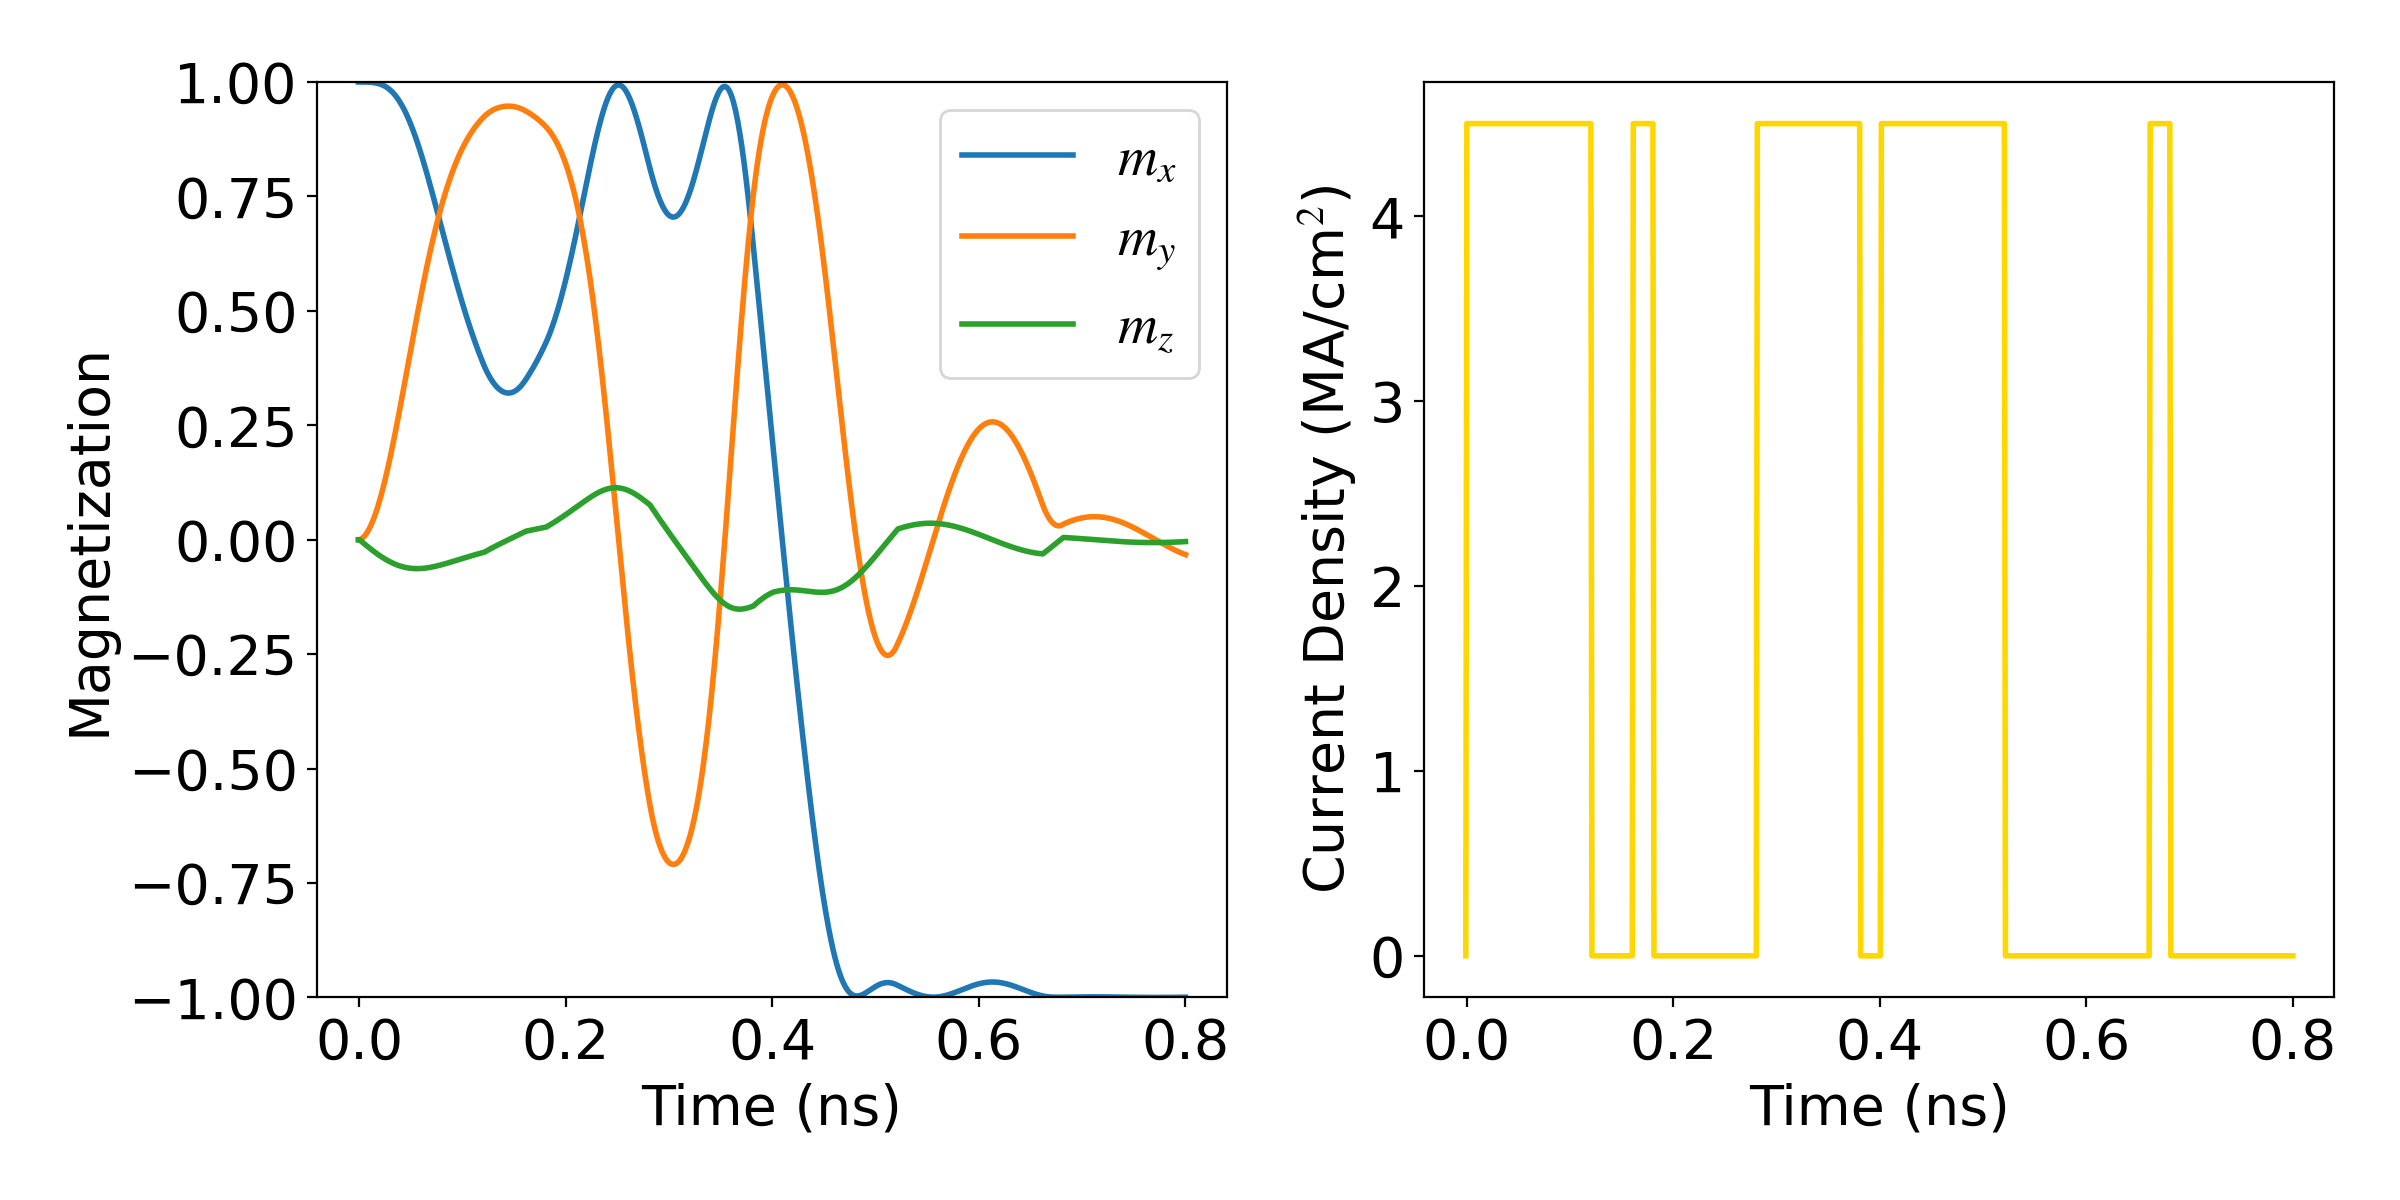 Magnetization
1.00
0.75
0.50
0.25
0.00
−0.25
−0.50
−0.75
−1.00
0.0 0.2 0.4 0.6 0.8
Time (ns)
m_x
m_y
m_z
Current Density (MA/cm²)
4
3
2
1
0
0.0 0.2 0.4 0.6 0.8
Time (ns)